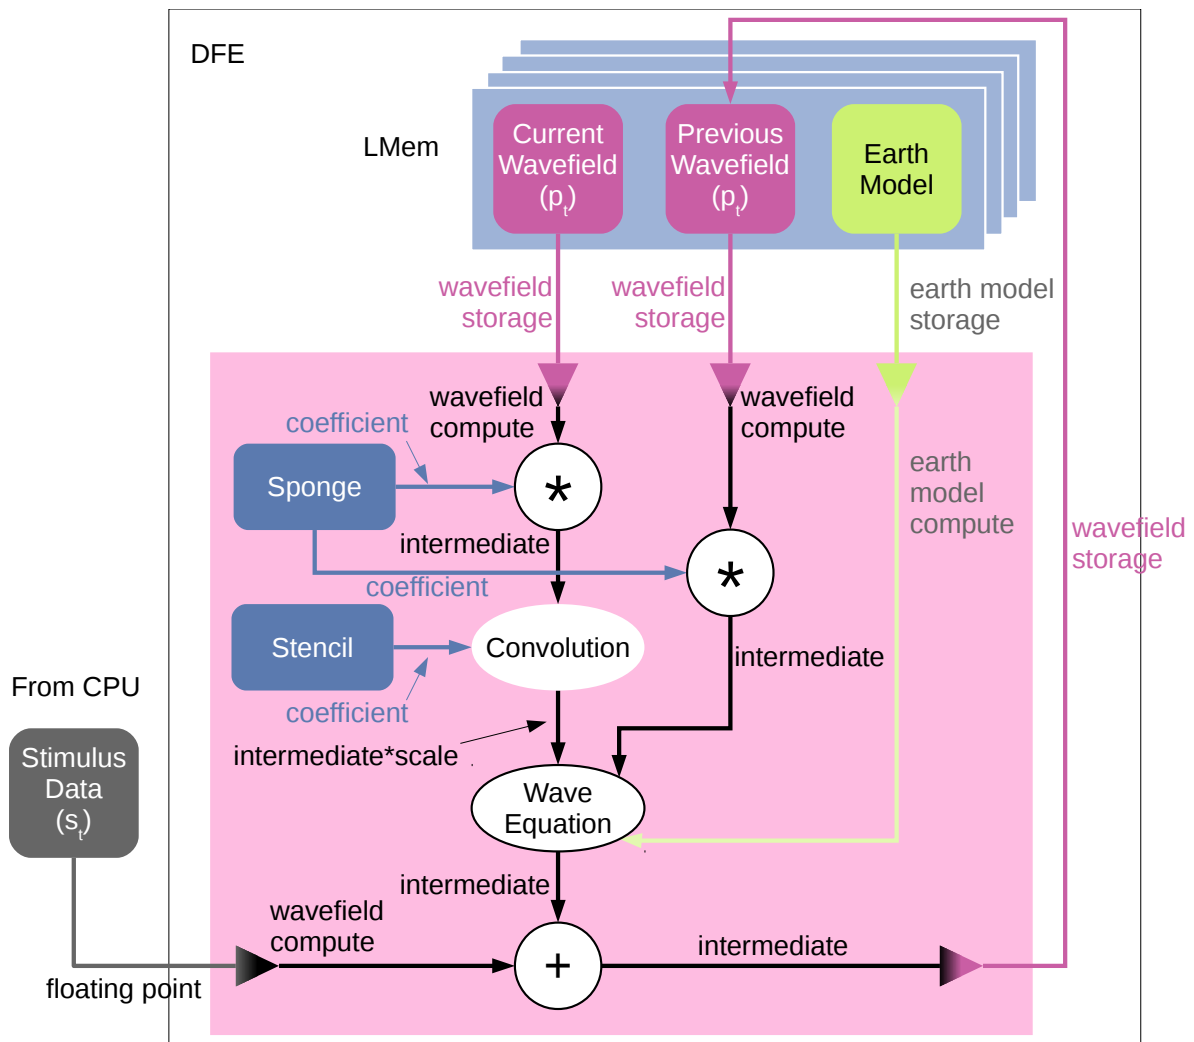 DFE
LMem
Current
Wavefield
(pt)
Previous
Wavefield
(pt)
Earth
Model
wavefield
storage
wavefield
storage
earth model
storage
wavefield
compute
wavefield
compute
coefficient
earth
model
compute
Sponge
*
intermediate
coefficient
*
wavefield
storage
Stencil
Convolution
intermediate
coefficient
From CPU
intermediate*scale
Stimulus
Data
(st)
Wave
Equation
intermediate
wavefield
compute
+
intermediate
floating point